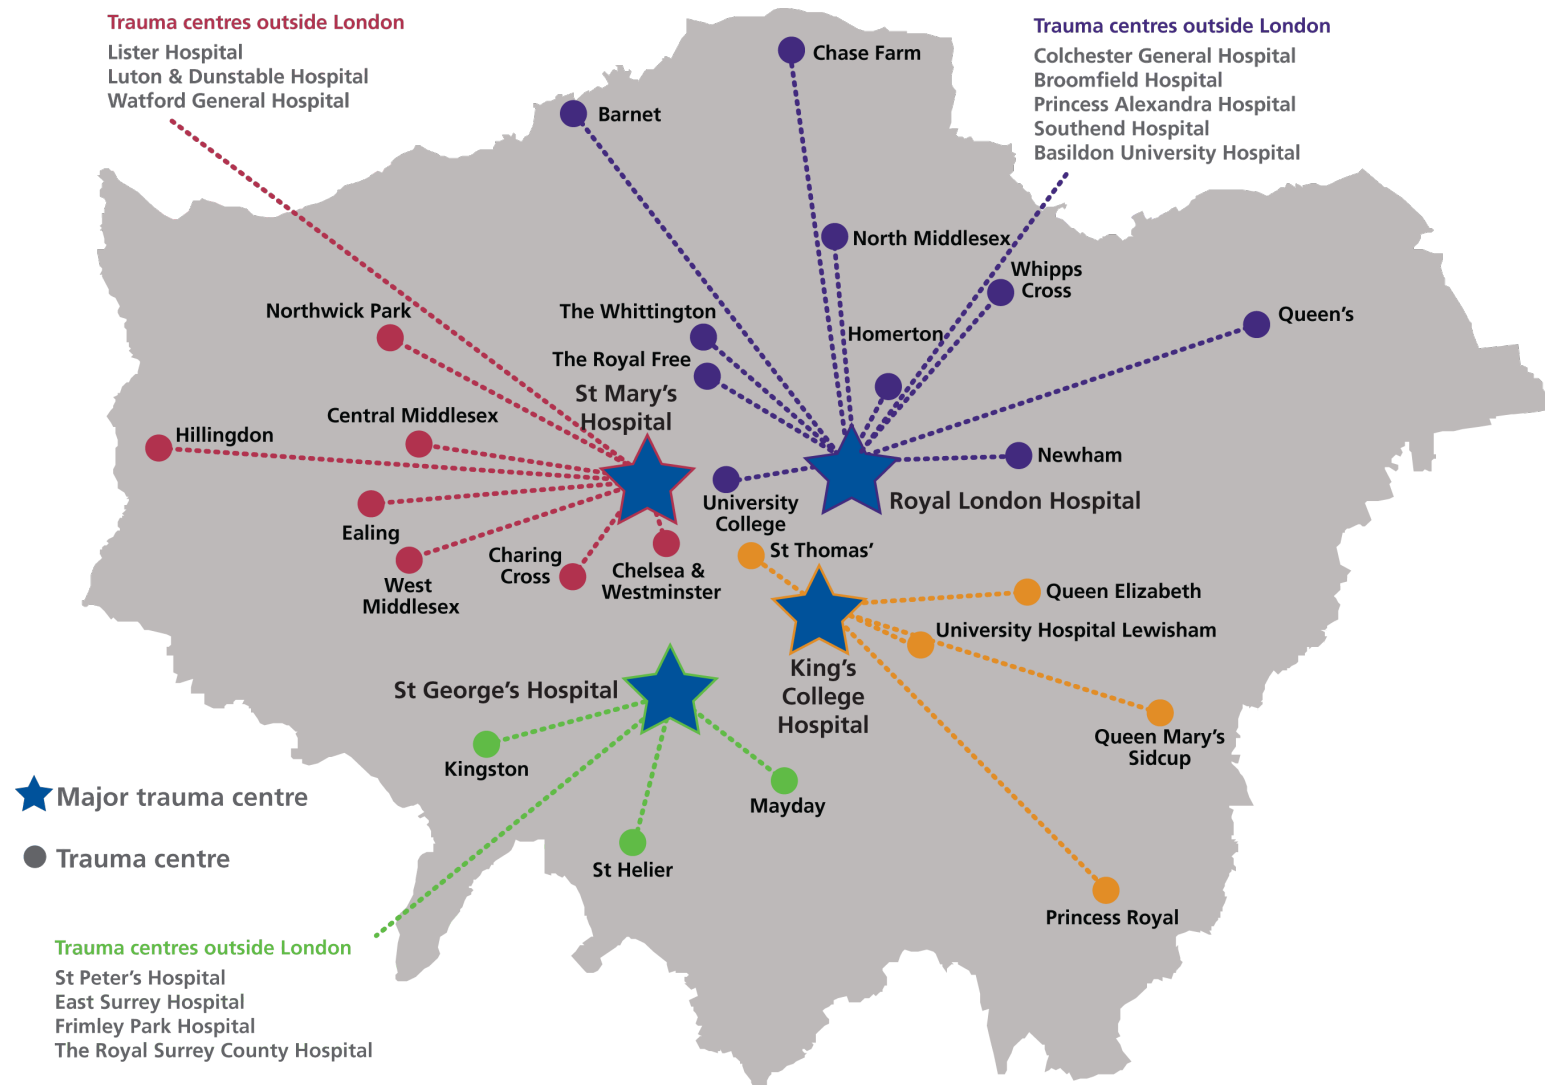 Trauma centres outside London
Lister Hospital
Luton & Dunstable Hospital
Watford General Hospital
Trauma centres outside London
Colchester General Hospital
Broomfield Hospital
Princess Alexandra Hospital
Southend Hospital
Basildon University Hospital
Chase Farm
Barnet
North Middlesex
Whipps
Cross
Northwick Park
The Whittington
Queen's
Homerton
The Royal Free
St Mary's
Hospital
Central Middlesex
Hillingdon
Newham
University
College
Royal London Hospital
Ealing
West
Middlesex
Charing
Cross
Chelsea &
Westminster
St Thomas'
Queen Elizabeth
University Hospital Lewisham
King's
College
Hospital
St George's Hospital
Queen Mary's
Sidcup
Kingston
Mayday
St Helier
Princess Royal
Major trauma centre
Trauma centre
Trauma centres outside London
St Peter's Hospital
East Surrey Hospital
Frimley Park Hospital
The Royal Surrey County Hospital